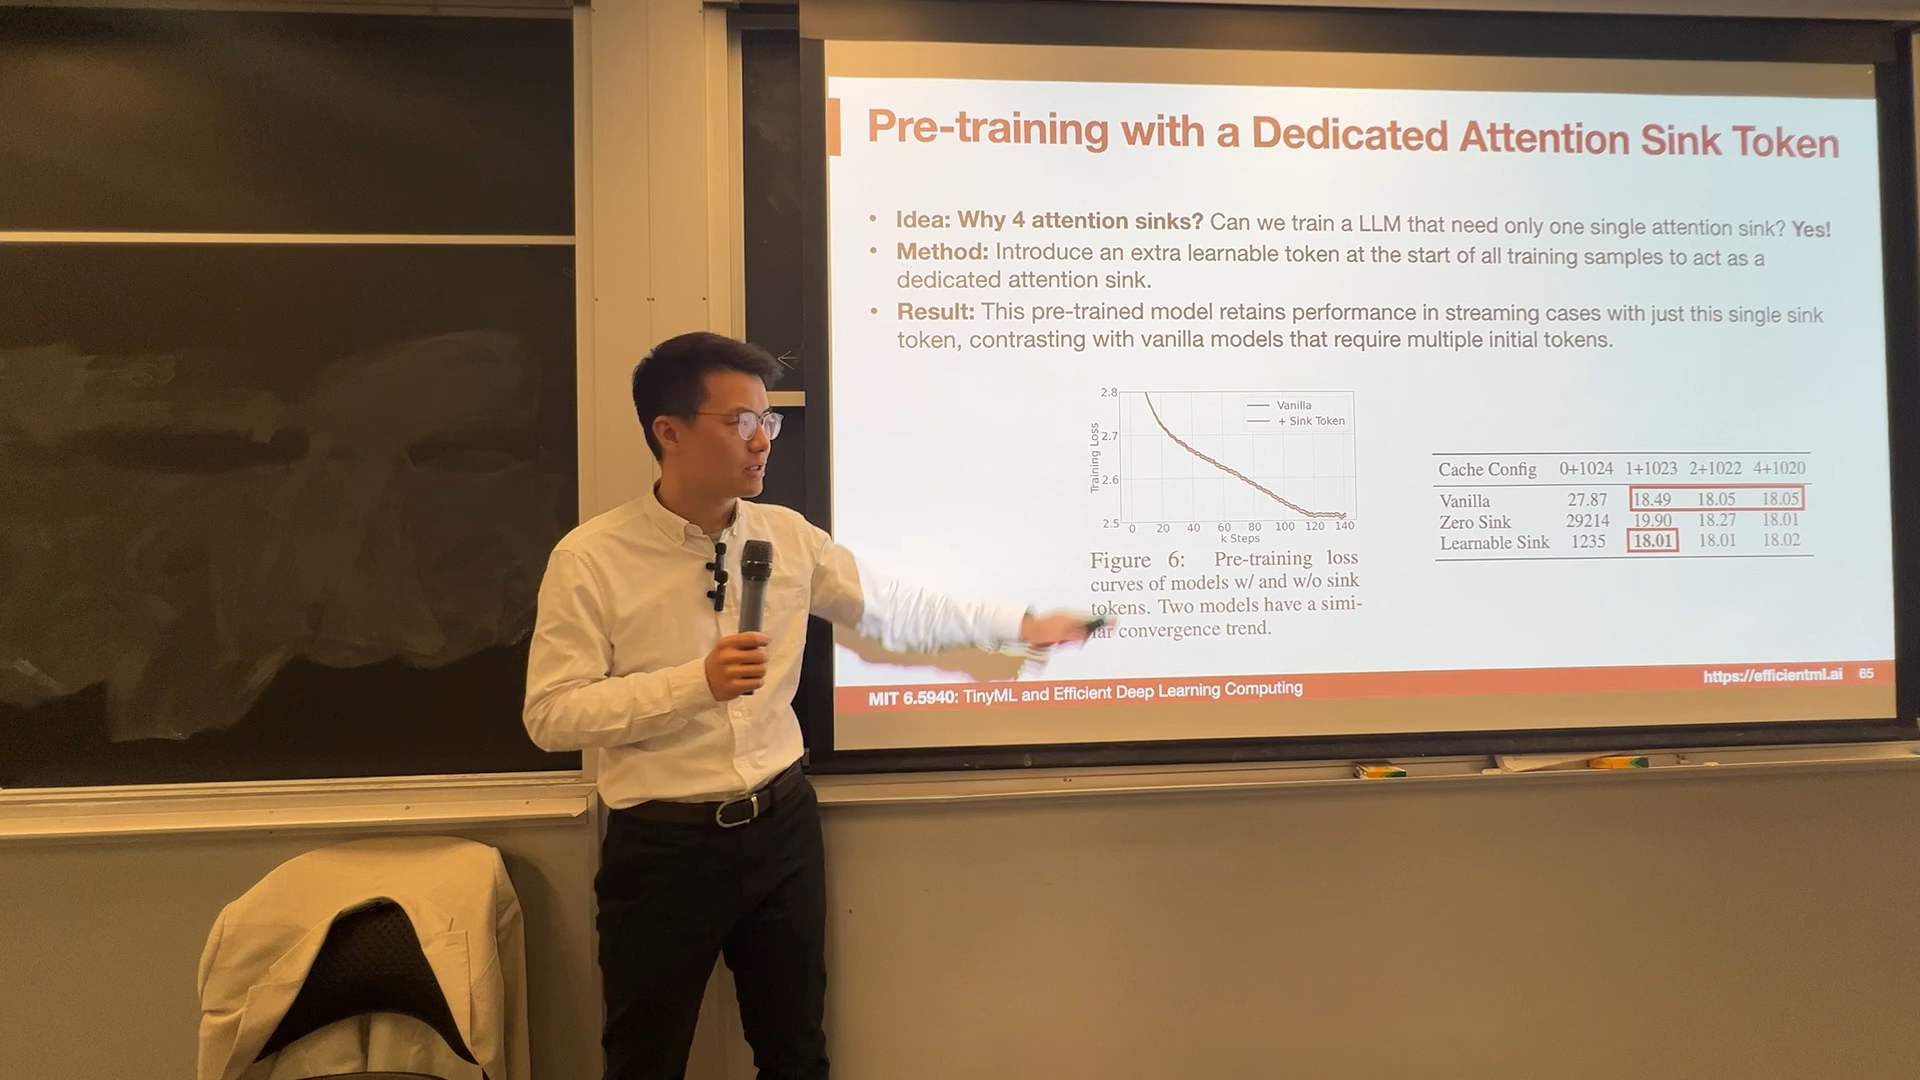 Pre-training with a Dedicated Attention Sink Token
• Idea: Why 4 attention sinks? Can we train a LLM that need only one single attention sink? Yes!
• Method: Introduce an extra learnable token at the start of all training samples to act as a
dedicated attention sink.
• Result: This pre-trained model retains performance in streaming cases with just this single sink
token, contrasting with vanilla models that require multiple initial tokens.
2.8
2.7
2.6
2.5
Training Loss
Vanilla
+ Sink Token
0 20 40 60 80 100 120 140
k Steps
Figure 6: Pre-training loss
curves of models w/ and w/o sink
tokens. Two models have a simi-
lar convergence trend.
Cache Config 0+1024 1+1023 2+1022 4+1020
Vanilla 27.87 18.49 18.05 18.05
Zero Sink 29214 19.90 18.27 18.01
Learnable Sink 1235 18.01 18.01 18.02
MIT 6.5940: TinyML and Efficient Deep Learning Computing
https://efficientml.ai 65